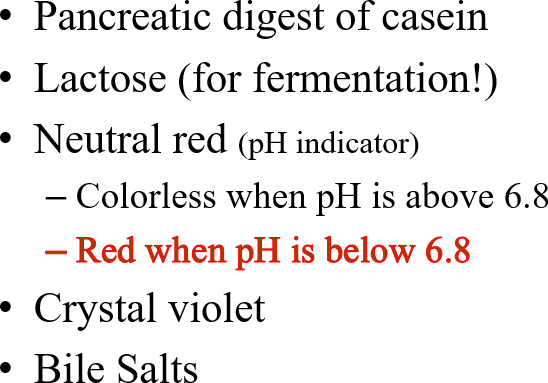 • Pancreatic digest of casein
• Lactose (for fermentation!)
• Neutral red (pH indicator)
– Colorless when pH is above 6.8
– Red when pH is below 6.8
• Crystal violet
• Bile Salts